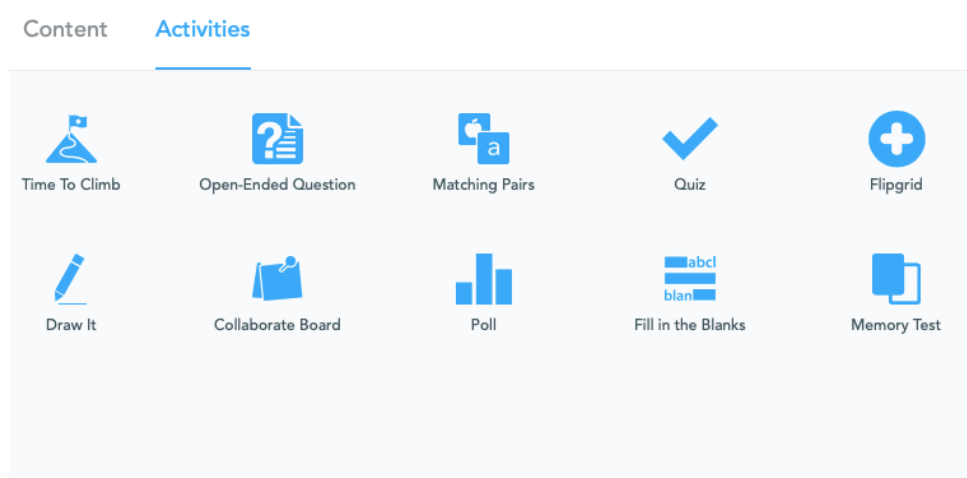 Content Activities
Time To Climb Open-Ended Question Matching Pairs Quiz Flipgrid
Draw It Collaborate Board Poll Fill in the Blanks Memory Test
a
abcl
blan